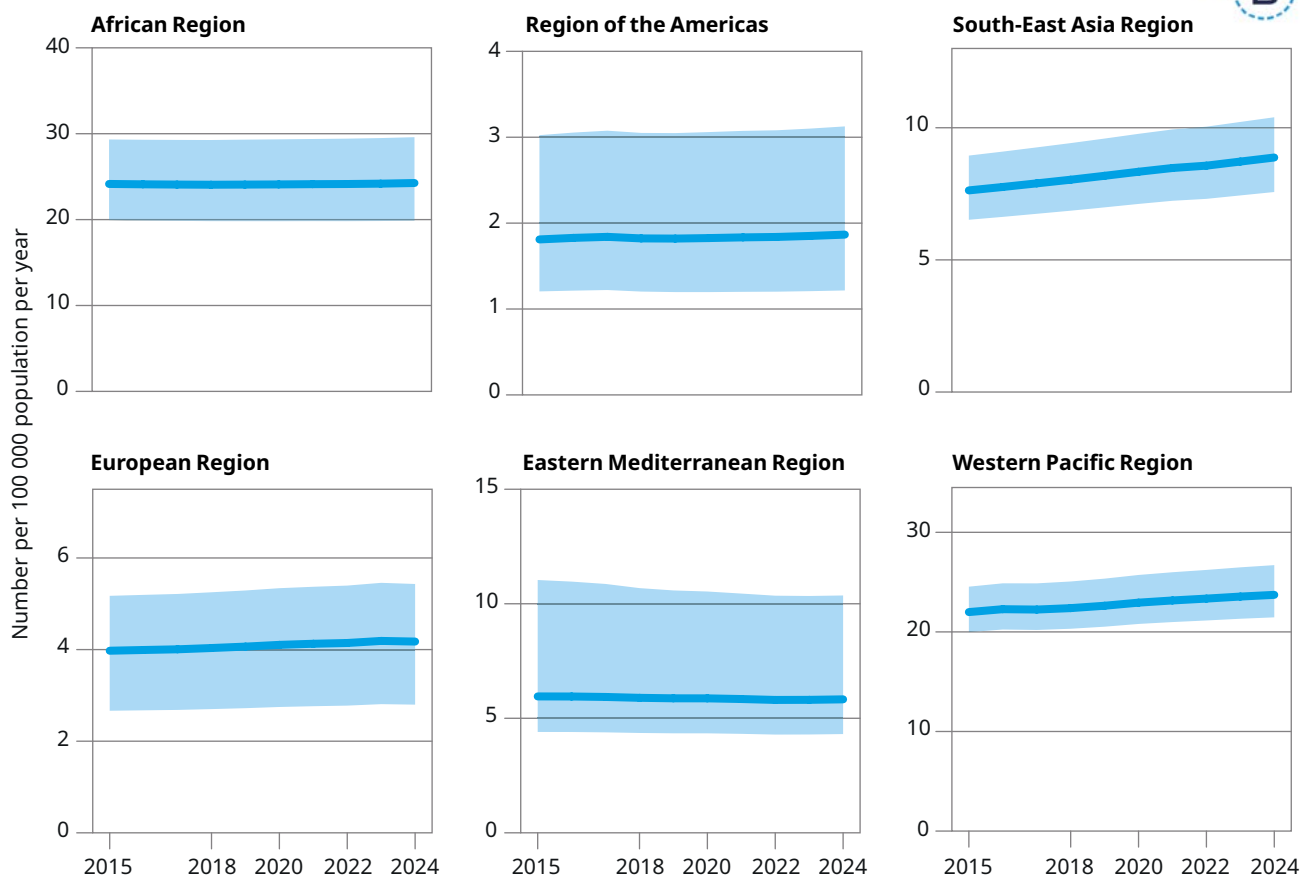 African Region
Region of the Americas
South-East Asia Region
40
30
20
10
0
4
3
2
1
0
10
5
0
Number per 100 000 population per year
European Region
Eastern Mediterranean Region
Western Pacific Region
6
4
2
0
15
10
5
0
30
20
10
0
2015 2018 2020 2022 2024
2015 2018 2020 2022 2024
2015 2018 2020 2022 2024